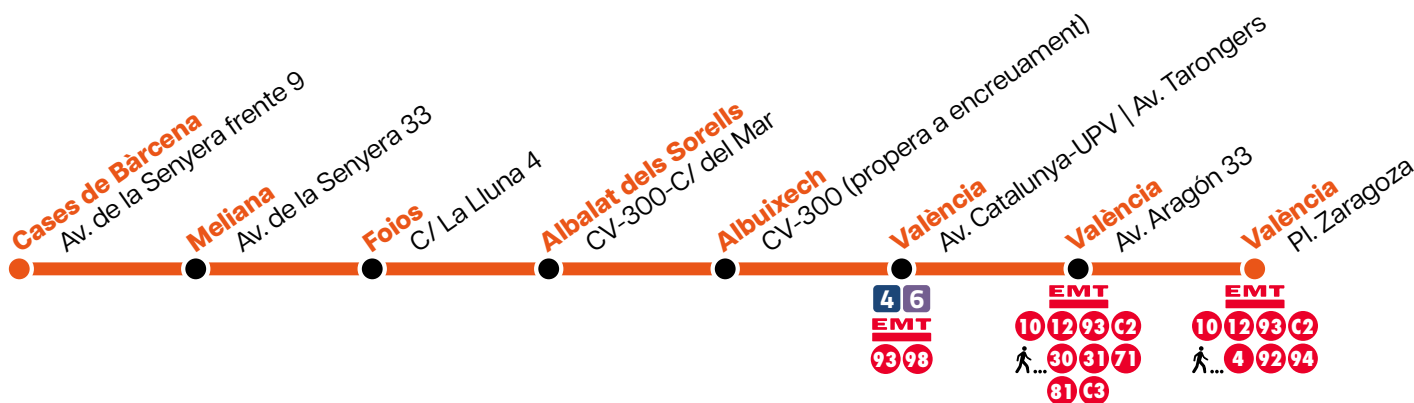 Cases de Bàrcena
Av. de la Senyera frente 9
Meliana
Av. de la Senyera 33
Foios
C/ La Lluna 4
Albalat dels Sorells
CV-300-C/ del Mar
Albuixech
CV-300 (propera a encreuament)
València
Av. Catalunya-UPV | Av. Tarongers
València
Av. Aragón 33
València
Pl. Zaragoza
4 6
EMT
93 98
EMT
10 12 93 C2
... 30 31 71
81 C3
EMT
10 12 93 C2
... 4 92 94